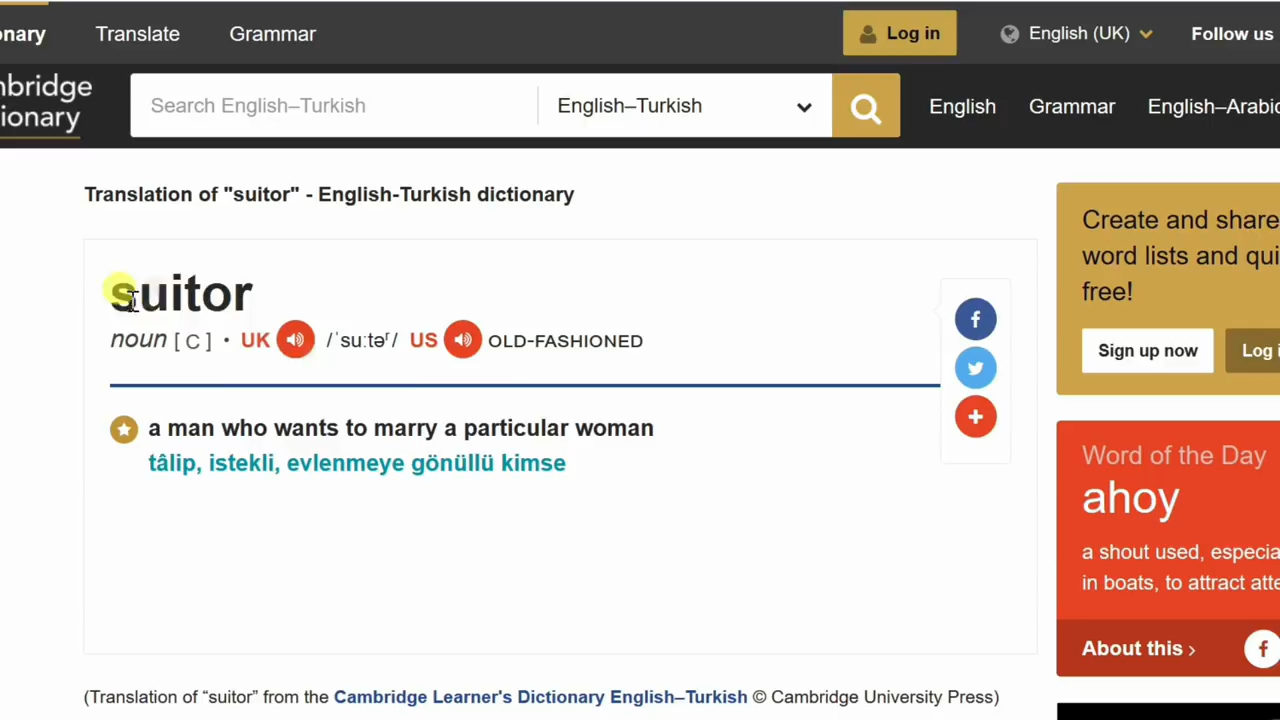 onary Translate Grammar Log in English (UK) Follow us
nbridge
ionary
Search English–Turkish English–Turkish English Grammar English–Arabic
Translation of "suitor" - English-Turkish dictionary
suitor
noun [ C ] • UK /ˈsuːtəʳ/ US OLD-FASHIONED
a man who wants to marry a particular woman
tâlip, istekli, evlenmeye gönüllü kimse
(Translation of “suitor” from the Cambridge Learner's Dictionary English–Turkish © Cambridge University Press)
Create and share
word lists and qui
free!
Sign up now Log i
Word of the Day
ahoy
a shout used, especia
in boats, to attract atte
About this ›